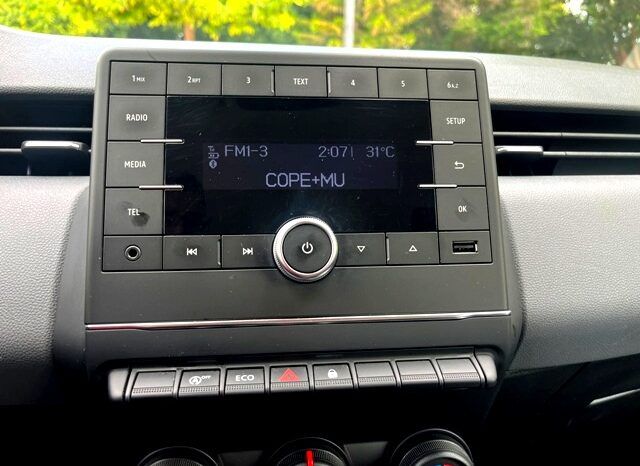 1 MIX 2 RPT 3 TEXT 4 5 6 A.Z
RADIO SETUP
FM1-3 2:07 31°C
MEDIA
COPE+MU
TEL OK
OFF ECO